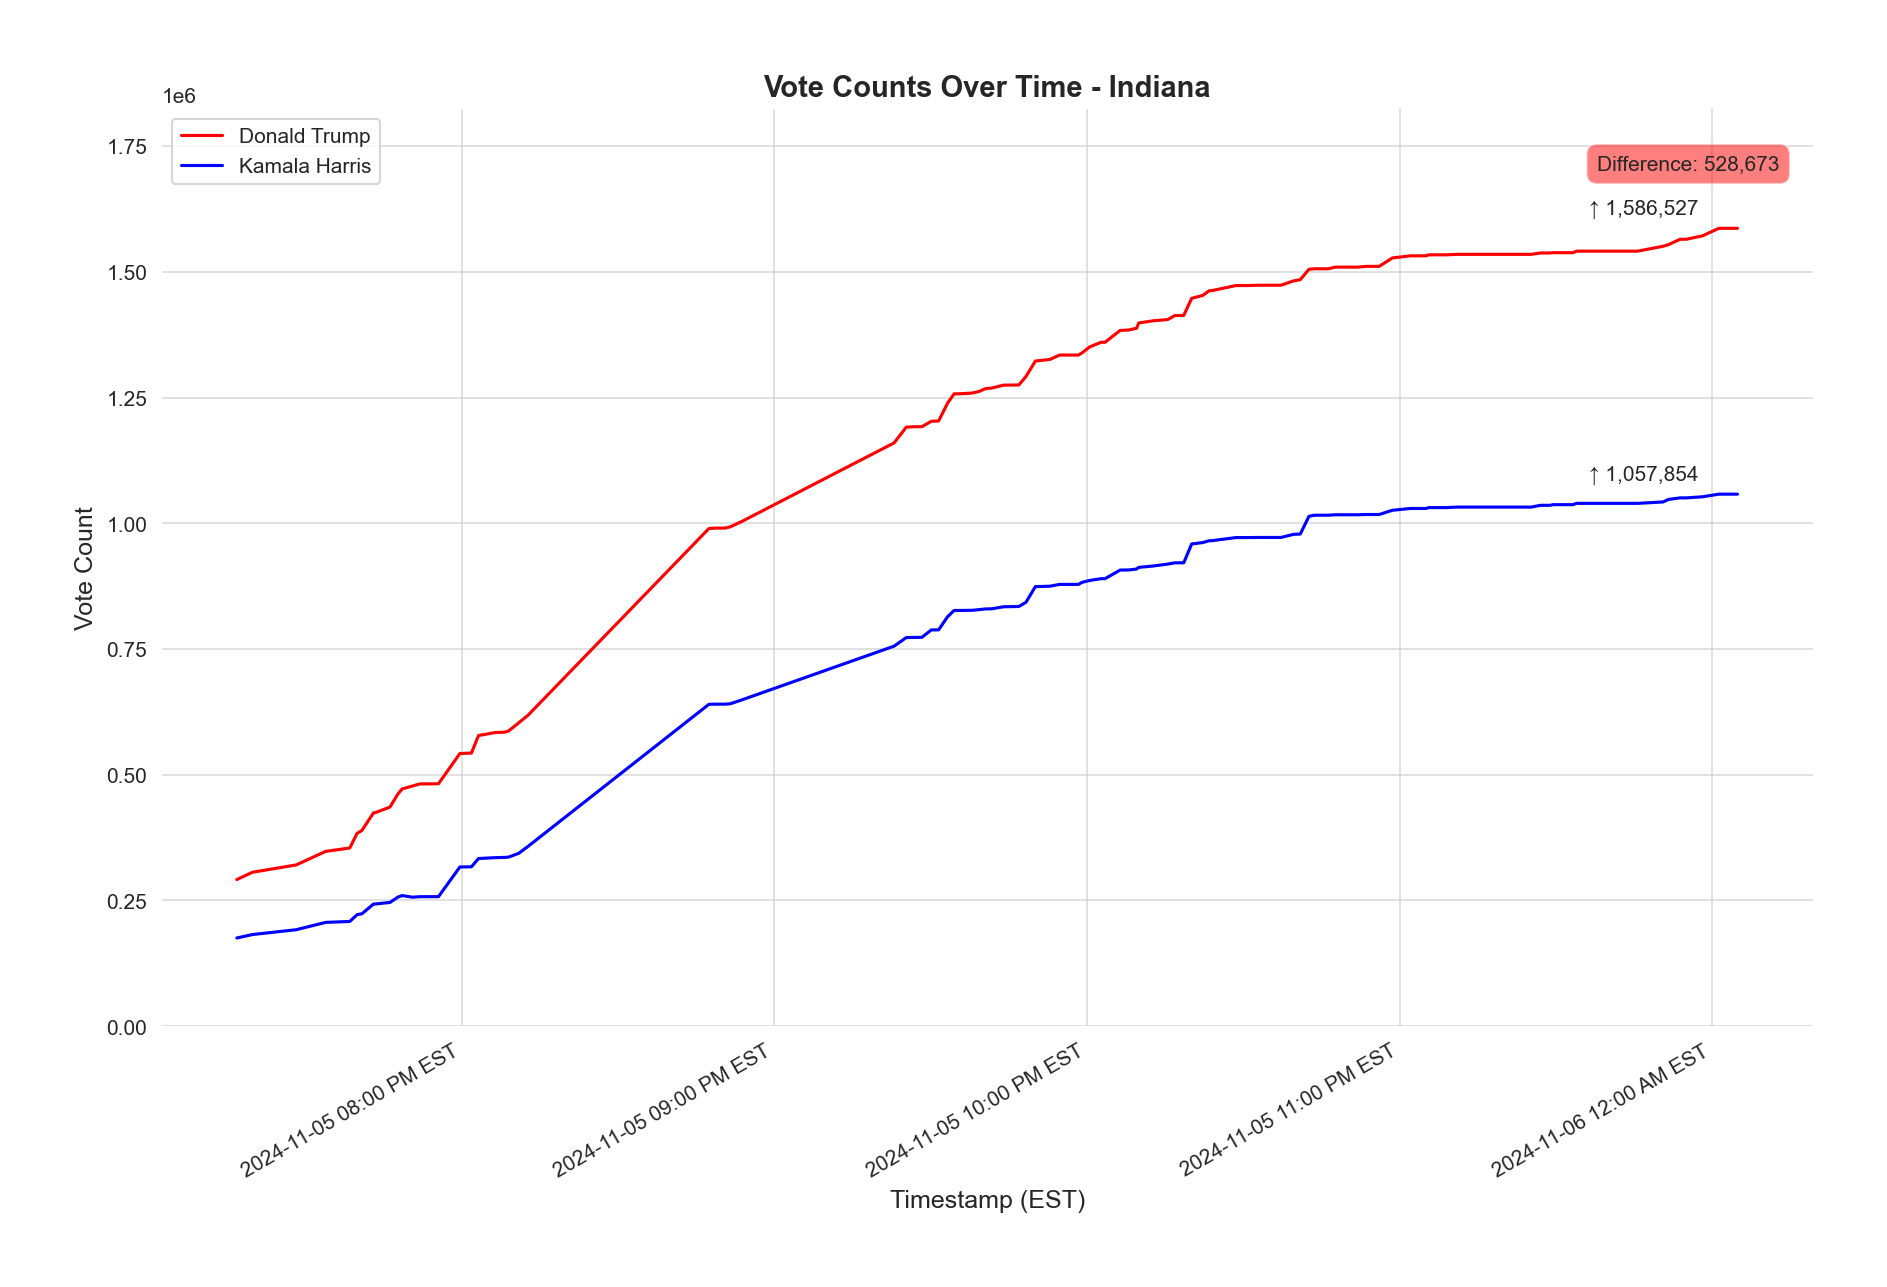 Vote Counts Over Time - Indiana
1e6
Donald Trump
Kamala Harris
1.75
1.50
1.25
1.00
0.75
0.50
0.25
0.00
Vote Count
Difference: 528,673
↑ 1,586,527
↑ 1,057,854
2024-11-05 08:00 PM EST
2024-11-05 09:00 PM EST
2024-11-05 10:00 PM EST
2024-11-05 11:00 PM EST
2024-11-06 12:00 AM EST
Timestamp (EST)